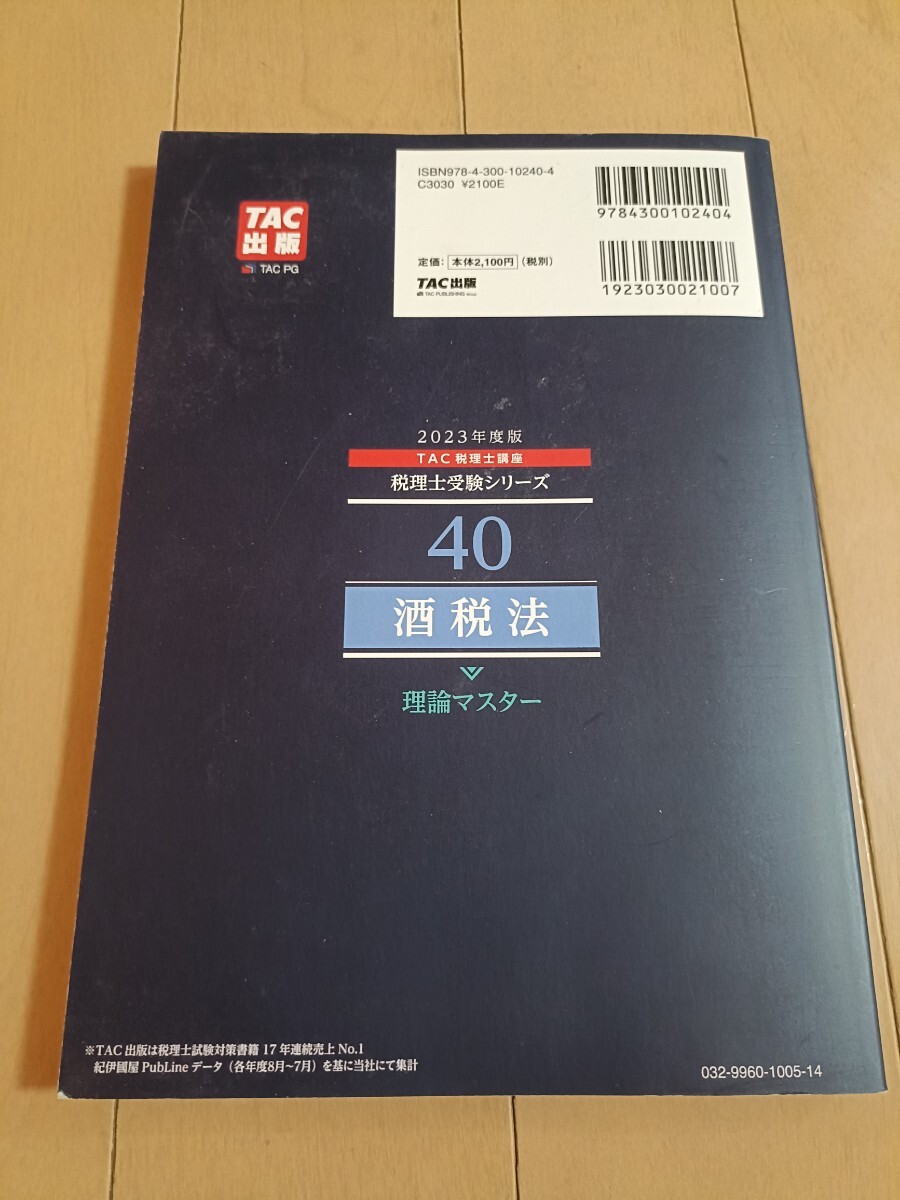 ISBN978-4-300-10240-4
C3030 ¥2100E
9784300102404
定価： 本体2,100円 （税別）
TAC出版
TAC PUBLISHING Group
1923030021007
TAC
出版
TAC PG
2023年度版
TAC 税理士講座
税理士受験シリーズ
40
酒税法
理論マスター
※TAC 出版は税理士試験対策書籍 17 年連続売上 No.1
紀伊國屋 PubLine データ（各年度8月~7月）を基に当社にて集計
032-9960-1005-14